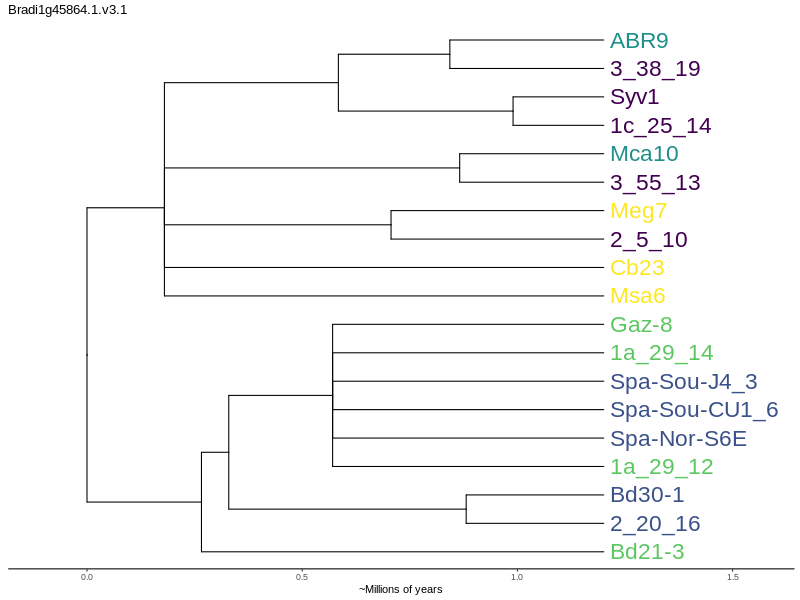 Bradi1g45864.1.v3.1
ABR9
3_38_19
Syv1
1c_25_14
Mca10
3_55_13
Meg7
2_5_10
Cb23
Msa6
Gaz-8
1a_29_14
Spa-Sou-J4_3
Spa-Sou-CU1_6
Spa-Nor-S6E
1a_29_12
Bd30-1
2_20_16
Bd21-3
0.0 0.5 1.0 1.5
~Millions of years